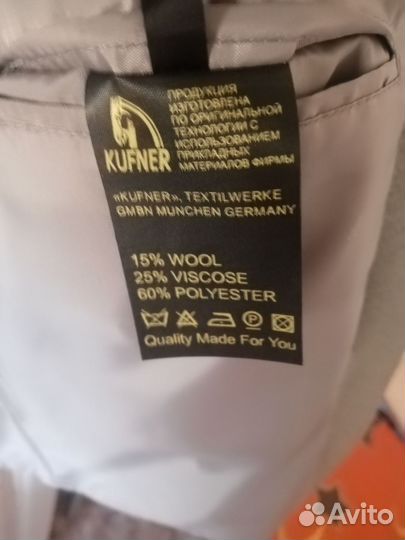 ПРОДУКЦИЯ
ИЗГОТОВЛЕНА
ПО ОРИГИНАЛЬНОЙ
ТЕХНОЛОГИИ С
ИСПОЛЬЗОВАНИЕМ
ПРИКЛАДНЫХ
МАТЕРИАЛОВ ФИРМЫ
KUFNER
«KUFNER», TEXTILWERKE
GMBN MUNCHEN GERMANY
15% WOOL
25% VISCOSE
60% POLYESTER
P
Quality Made For You
Avito